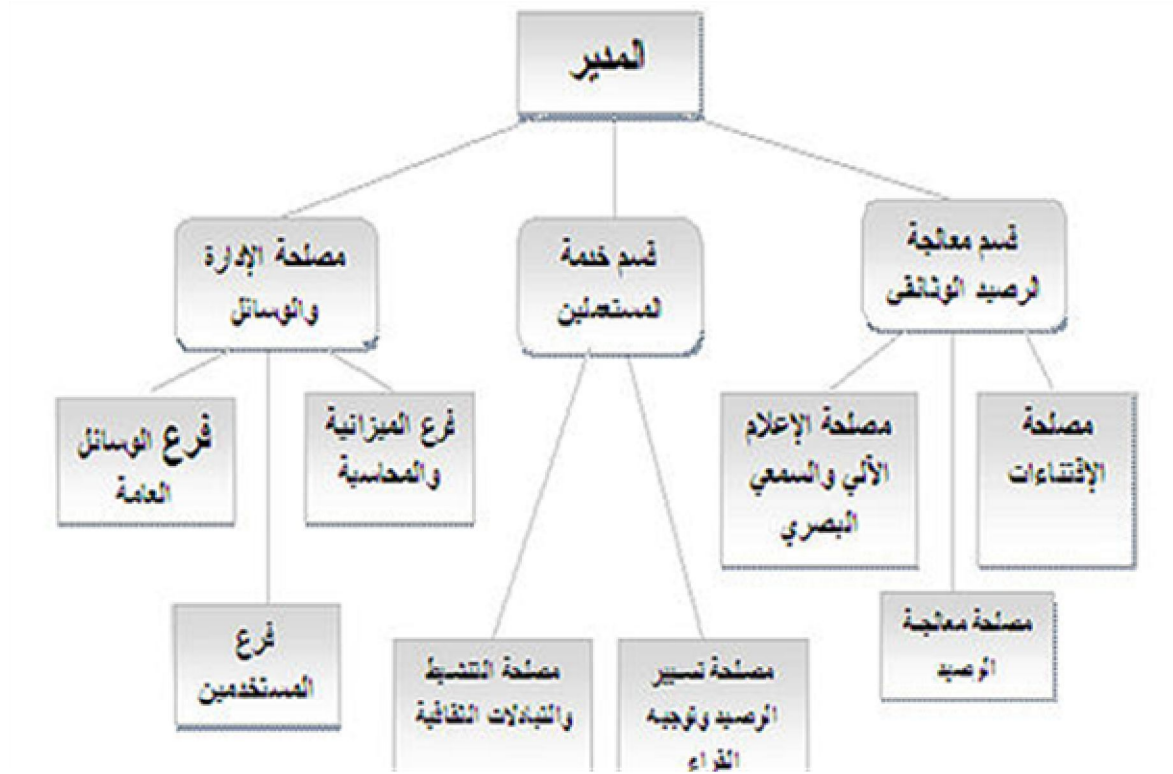 المدير
قسم معالجة
الرصيد الوثائقي
قسم خدمة
المستعملين
مصلحة الإدارة
والوسائل
مصلحة
الإقتناءات
مصلحة الإعلام
الآلي والسمعي
البصري
مصلحة معالجة
الرصيد
فرع الميزانية
والمحاسبة
فرع الوسائل
العامة
فرع
المستخدمين
مصلحة تسيير
الرصيد وتوجيه
القراء
مصلحة التنشيط
والتبادلات الثقافية